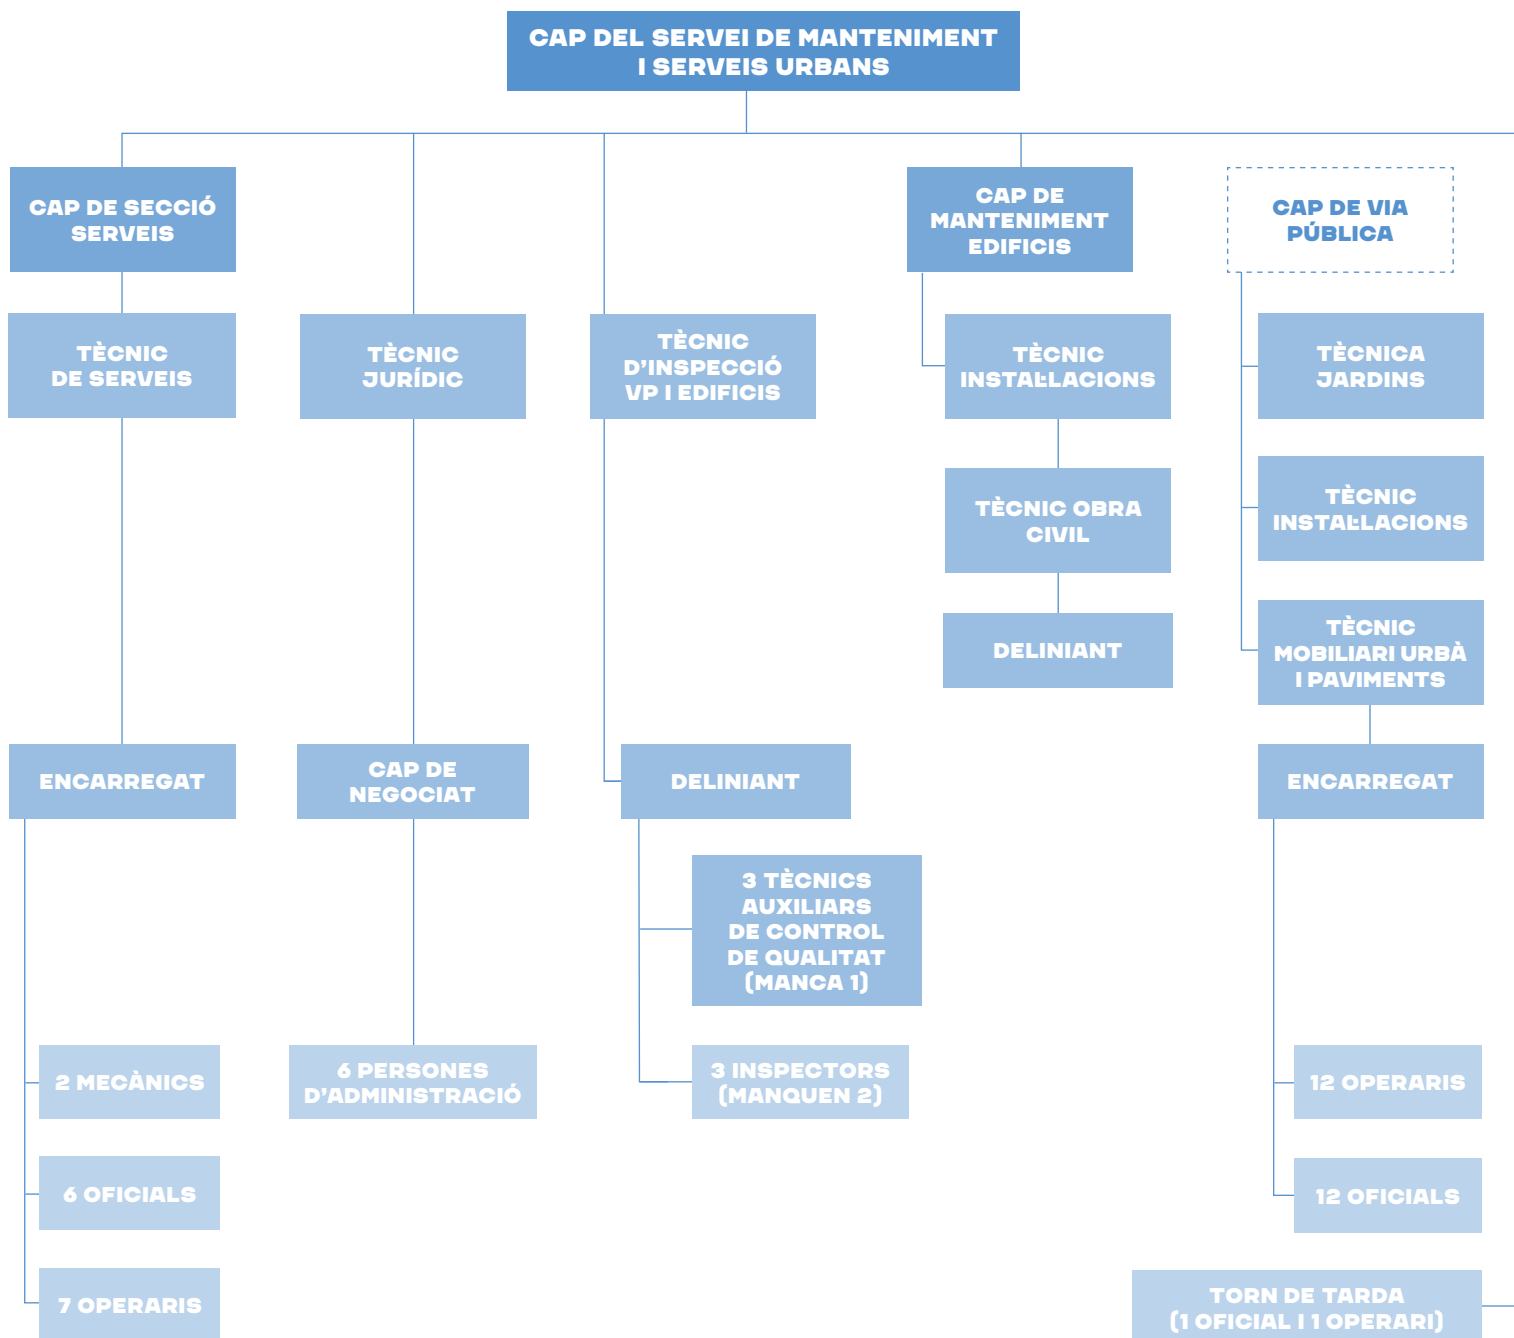 CAP DEL SERVEI DE MANTENIMENT
I SERVEIS URBANS
CAP DE SECCIÓ
SERVEIS
CAP DE
MANTENIMENT
EDIFICIS
CAP DE VIA
PÚBLICA
TÈCNIC
DE SERVEIS
TÈCNIC
JURÍDIC
TÈCNIC
D'INSPECCIÓ
VP I EDIFICIS
TÈCNIC
INSTAL·LACIONS
TÈCNICA
JARDINS
TÈCNIC OBRA
CIVIL
TÈCNIC
INSTAL·LACIONS
DELINIANT
TÈCNIC
MOBILIARI URBÀ
I PAVIMENTS
ENCARREGAT
CAP DE
NEGOCIAT
DELINIANT
ENCARREGAT
3 TÈCNICS
AUXILIARS
DE CONTROL
DE QUALITAT
(MANCA 1)
2 MECÀNICS
6 PERSONES
D'ADMINISTRACIÓ
3 INSPECTORS
(MANQUEN 2)
12 OPERARIS
6 OFICIALS
12 OFICIALS
7 OPERARIS
TORN DE TARDA
(1 OFICIAL I 1 OPERARI)